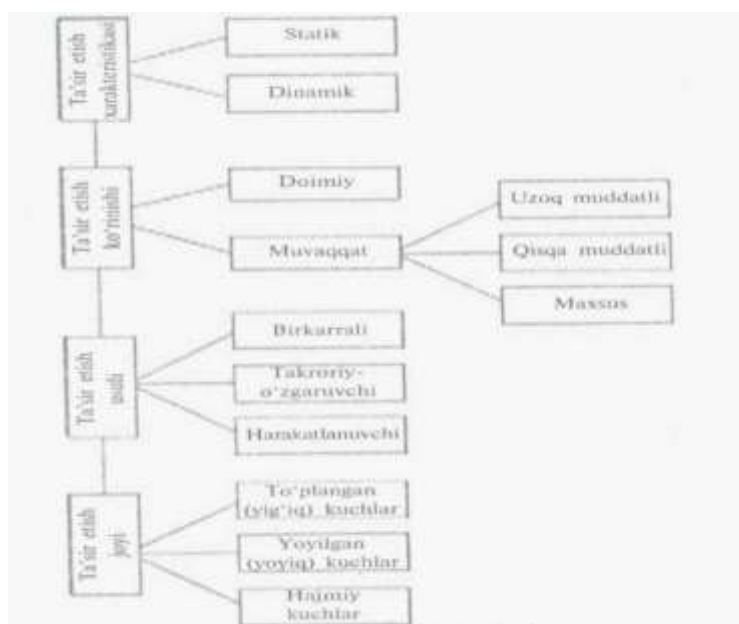 Ta'sir etish
xarakteristikasi
Statik
Dinamik
Ta'sir etish
ko'rinishi
Doimiy
Muvaqqat
Uzoq muddatli
Qisqa muddatli
Maxsus
Ta'sir etish
usuli
Birkarrali
Takroriy-
o'zgaruvchi
Harakatlanuvchi
Ta'sir etish
joyi
To'plangan
(yig'iq) kuchlar
Yoyilgan
(yoyiq) kuchlar
Hajmiy
kuchlar